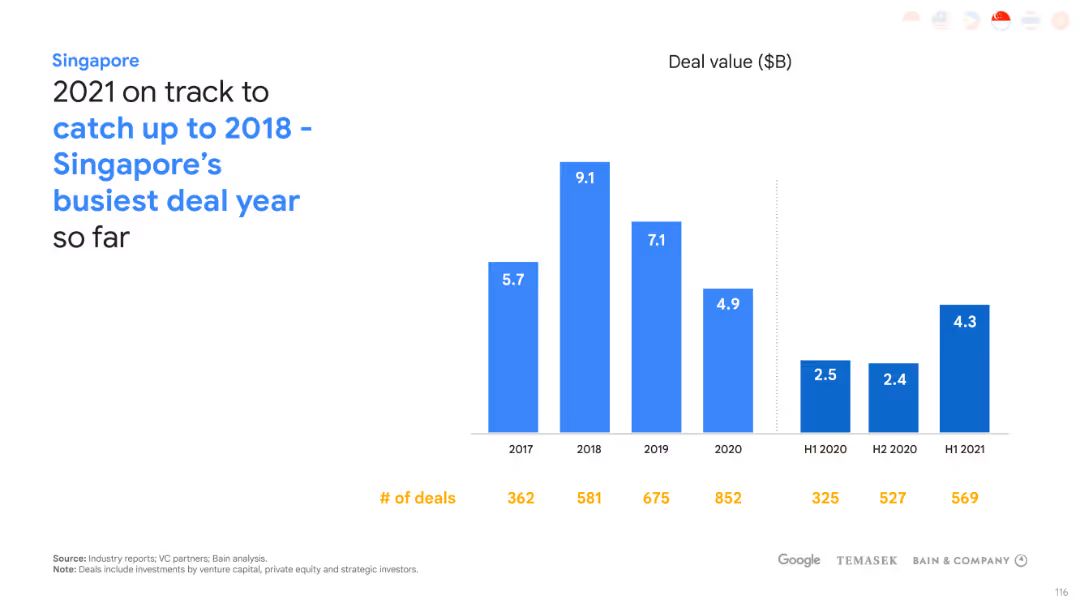 Singapore
2021 on track to
catch up to 2018 -
Singapore's
busiest deal year
so far
Deal value ($B)
5.7
9.1
7.1
4.9
2.5
2.4
4.3
2017 2018 2019 2020 H1 2020 H2 2020 H1 2021
# of deals 362 581 675 852 325 527 569
Source: Industry reports; VC partners; Bain analysis.
Note: Deals include investments by venture capital, private equity and strategic investors.
Google TEMASEK BAIN & COMPANY
116